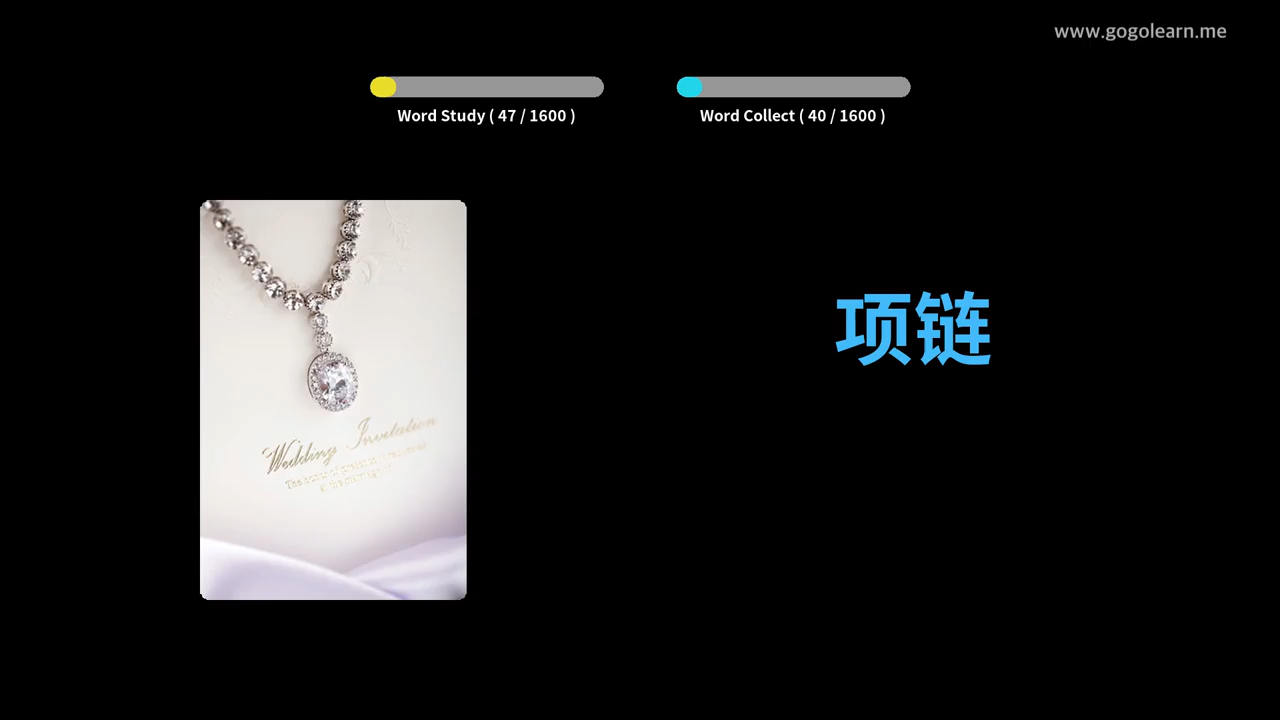 www.gogolearn.me
Word Study ( 47 / 1600 )
Word Collect ( 40 / 1600 )
项链
Wedding Invitation